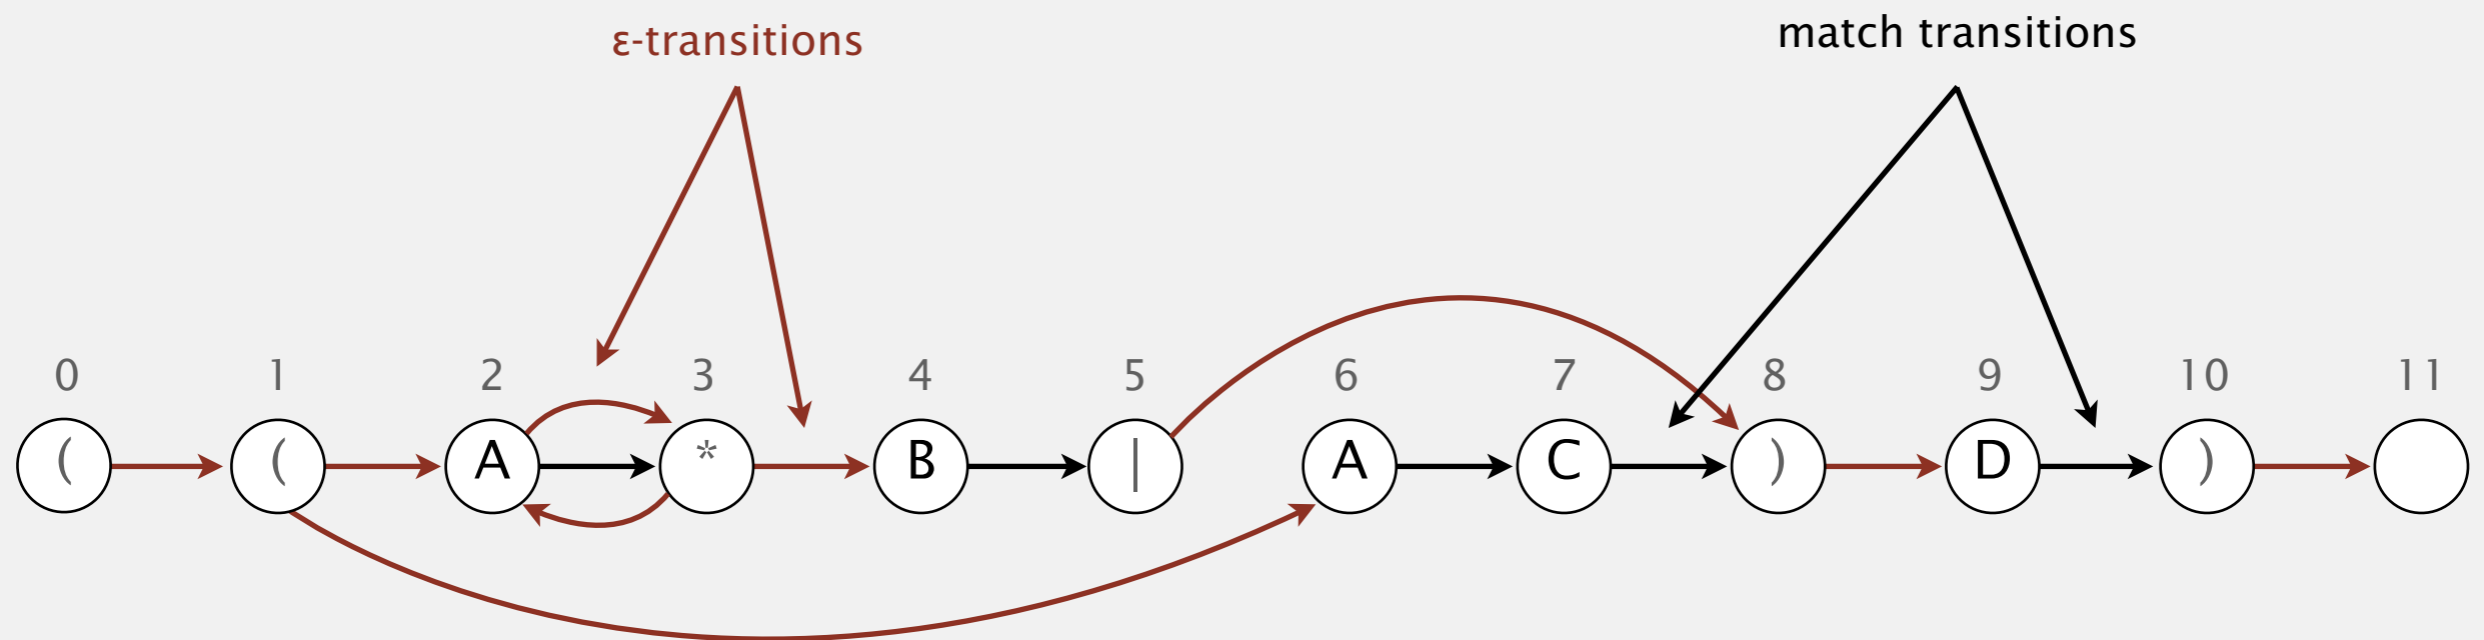 ε-transitions
match transitions
0 1 2 3 4 5 6 7 8 9 10 11
( ( A * B | A C ) D )